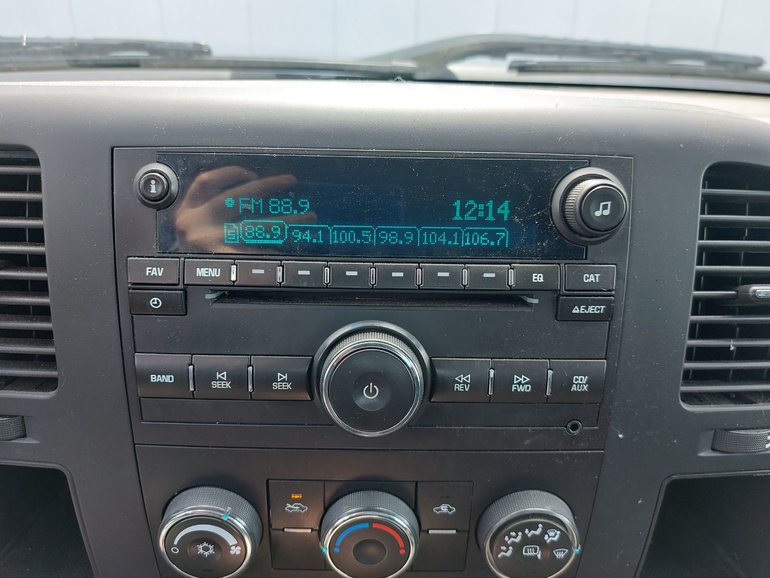 FM 88.9 12:14
5 88.9 94.1 100.5 98.9 104.1 106.7
FAV MENU EQ CAT
EJECT
BAND SEEK SEEK REV FWD CD/
AUX